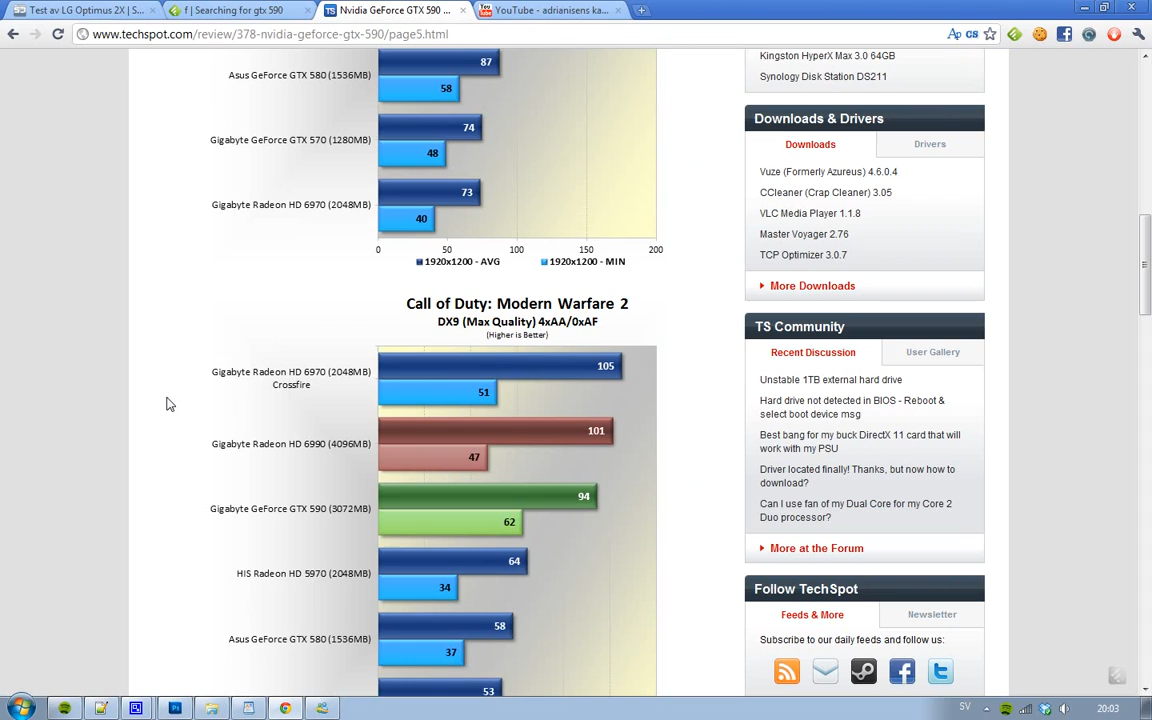 Test av LG Optimus 2X | S...
f | Searching for gtx 590
TS Nvidia GeForce GTX 590 ...
YouTube - adrianisens ka...
www.techspot.com/review/378-nvidia-geforce-gtx-590/page5.html
Asus GeForce GTX 580 (1536MB)
87
58
Gigabyte GeForce GTX 570 (1280MB)
74
48
Gigabyte Radeon HD 6970 (2048MB)
73
40
0 50 100 150 200
1920x1200 - AVG 1920x1200 - MIN
Call of Duty: Modern Warfare 2
DX9 (Max Quality) 4xAA/0xAF
(Higher is Better)
Gigabyte Radeon HD 6970 (2048MB)
Crossfire
105
51
Gigabyte Radeon HD 6990 (4096MB)
101
47
Gigabyte GeForce GTX 590 (3072MB)
94
62
HIS Radeon HD 5970 (2048MB)
64
34
Asus GeForce GTX 580 (1536MB)
58
37
53
Kingston HyperX Max 3.0 64GB
Synology Disk Station DS211
Downloads & Drivers
Downloads Drivers
Vuze (Formerly Azureus) 4.6.0.4
CCleaner (Crap Cleaner) 3.05
VLC Media Player 1.1.8
Master Voyager 2.76
TCP Optimizer 3.0.7
More Downloads
TS Community
Recent Discussion User Gallery
Unstable 1TB external hard drive
Hard drive not detected in BIOS - Reboot &
select boot device msg
Best bang for my buck DirectX 11 card that will
work with my PSU
Driver located finally! Thanks, but now how to
download?
Can I use fan of my Dual Core for my Core 2
Duo processor?
More at the Forum
Follow TechSpot
Feeds & More Newsletter
Subscribe to our daily feeds and follow us:
SV
20:03